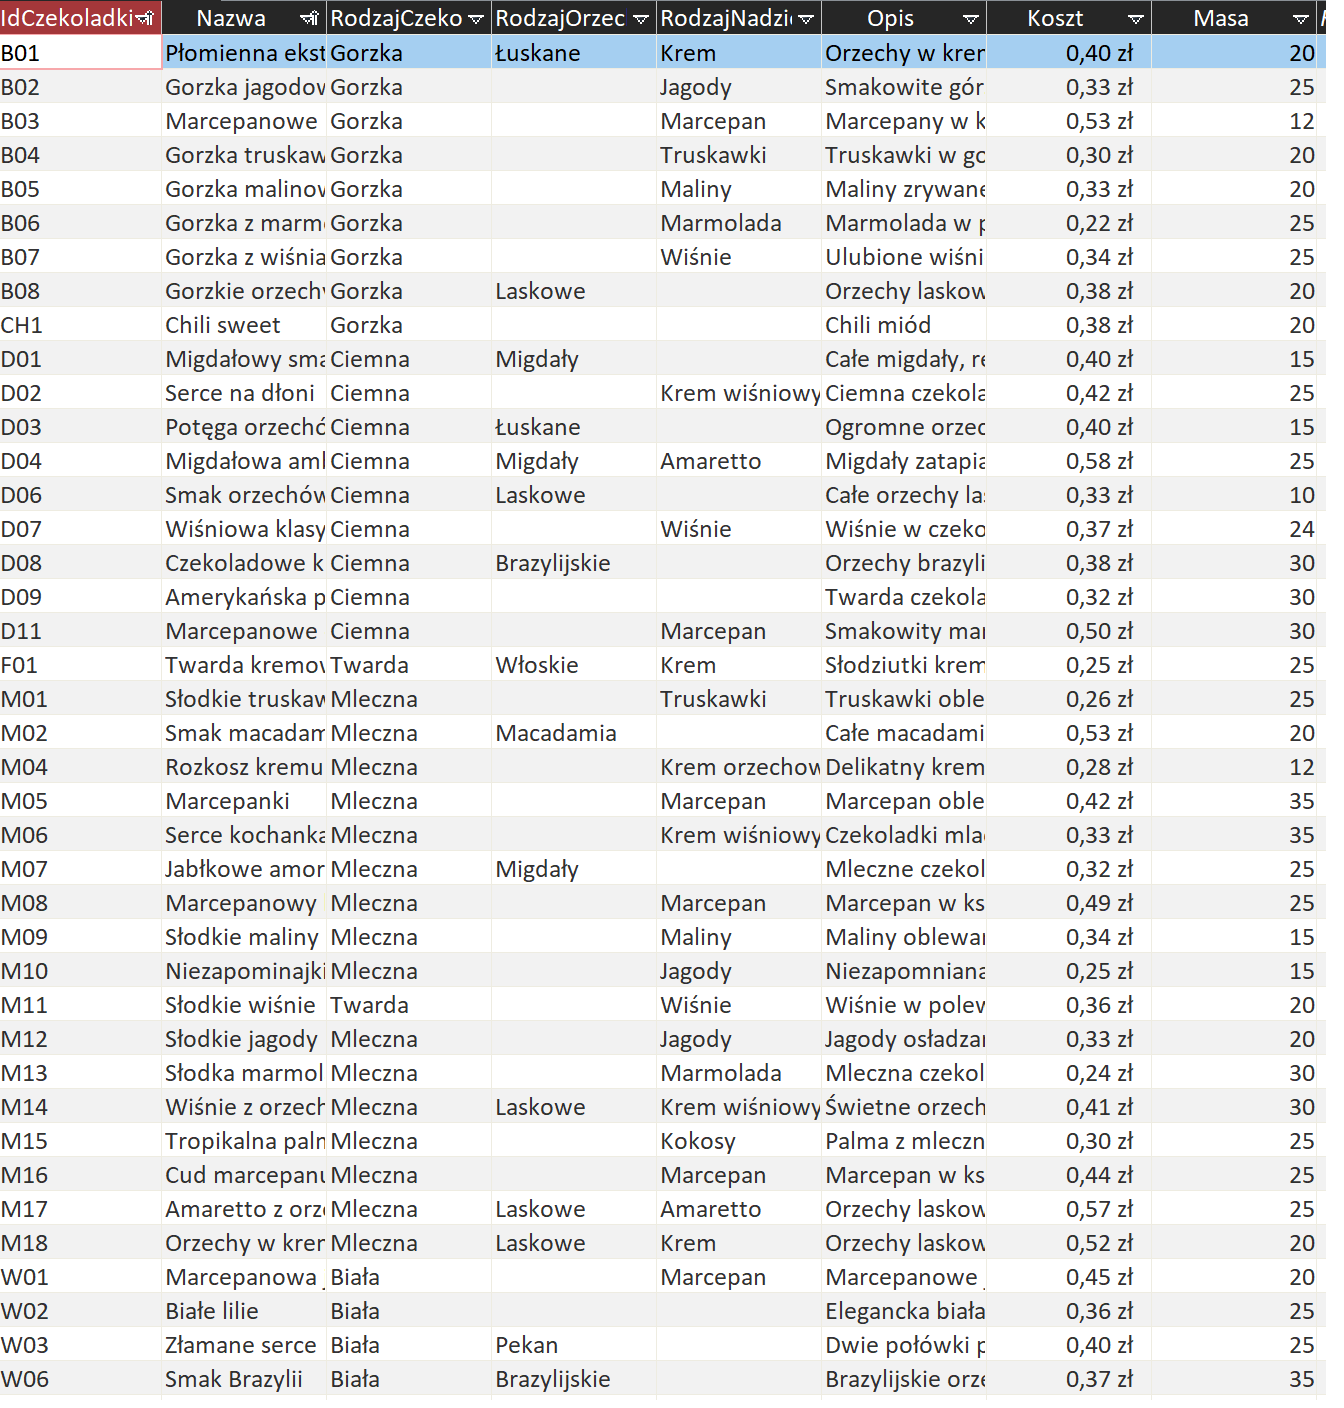 IdCzekoladki Nazwa RodzajCzeko RodzajOrzec RodzajNadzi Opis Koszt Masa
B01 Płomienna ekst Gorzka Łuskane Krem Orzechy w krer 0,40 zł 20
B02 Gorzka jagodov Gorzka Jagody Smakowite gór 0,33 zł 25
B03 Marcepanowe Gorzka Marcepan Marcepany w k 0,53 zł 12
B04 Gorzka truskaw Gorzka Truskawki Truskawki w go 0,30 zł 20
B05 Gorzka malinov Gorzka Maliny Maliny zrywane 0,33 zł 20
B06 Gorzka z marm Gorzka Marmolada Marmolada w p 0,22 zł 25
B07 Gorzka z wiśnia Gorzka Wiśnie Ulubione wiśni 0,34 zł 25
B08 Gorzkie orzechy Gorzka Laskowe Orzechy laskow 0,38 zł 20
CH1 Chili sweet Gorzka Chili miód 0,38 zł 20
D01 Migdałowy sma Ciemna Migdały Całe migdały, re 0,40 zł 15
D02 Serce na dłoni Ciemna Krem wiśniowy Ciemna czekola 0,42 zł 25
D03 Potęga orzechó Ciemna Łuskane Ogromne orzec 0,40 zł 15
D04 Migdałowa aml Ciemna Migdały Amaretto Migdały zatapia 0,58 zł 25
D06 Smak orzechów Ciemna Laskowe Całe orzechy la 0,33 zł 10
D07 Wiśniowa klasy Ciemna Wiśnie Wiśnie w czeko 0,37 zł 24
D08 Czekoladowe k Ciemna Brazylijskie Orzechy brazyli 0,38 zł 30
D09 Amerykańska p Ciemna Twarda czekola 0,32 zł 30
D11 Marcepanowe Ciemna Marcepan Smakowity mar 0,50 zł 30
F01 Twarda kremov Twarda Włoskie Krem Słodziutki krem 0,25 zł 25
M01 Słodkie truskaw Mleczna Truskawki Truskawki oble 0,26 zł 25
M02 Smak macadam Mleczna Macadamia Całe macadami 0,53 zł 20
M04 Rozkosz kremu Mleczna Krem orzechow Delikatny krem 0,28 zł 12
M05 Marcepanki Mleczna Marcepan Marcepan oble 0,42 zł 35
M06 Serce kochanka Mleczna Krem wiśniowy Czekoladki mla 0,33 zł 35
M07 Jabłkowe amor Mleczna Migdały Mleczne czekol 0,32 zł 25
M08 Marcepanowy Mleczna Marcepan Marcepan w ks 0,49 zł 25
M09 Słodkie maliny Mleczna Maliny Maliny oblewar 0,34 zł 15
M10 Niezapominajki Mleczna Jagody Niezapomniana 0,25 zł 15
M11 Słodkie wiśnie Twarda Wiśnie Wiśnie w polew 0,36 zł 20
M12 Słodkie jagody Mleczna Jagody Jagody osładzar 0,33 zł 20
M13 Słodka marmol Mleczna Marmolada Mleczna czekol 0,24 zł 30
M14 Wiśnie z orzech Mleczna Laskowe Krem wiśniowy Świetne orzech 0,41 zł 30
M15 Tropikalna paln Mleczna Kokosy Palma z mleczn 0,30 zł 25
M16 Cud marcepanu Mleczna Marcepan Marcepan w ks 0,44 zł 25
M17 Amaretto z orz Mleczna Laskowe Amaretto Orzechy laskow 0,57 zł 25
M18 Orzechy w krer Mleczna Laskowe Krem Orzechy laskow 0,52 zł 20
W01 Marcepanowa Biała Marcepan Marcepanowe 0,45 zł 20
W02 Białe lilie Biała Elegancka biała 0,36 zł 25
W03 Złamane serce Biała Pekan Dwie połówki p 0,40 zł 25
W06 Smak Brazylii Biała Brazylijskie Brazylijskie orze 0,37 zł 35